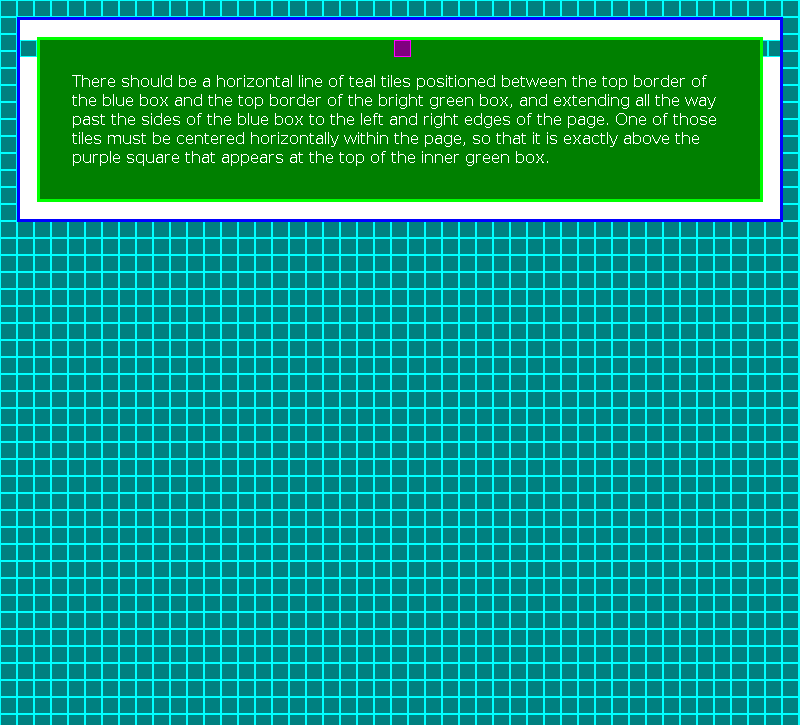 There should be a horizontal line of teal tiles positioned between the top border of
the blue box and the top border of the bright green box, and extending all the way
past the sides of the blue box to the left and right edges of the page. One of those
tiles must be centered horizontally within the page, so that it is exactly above the
purple square that appears at the top of the inner green box.